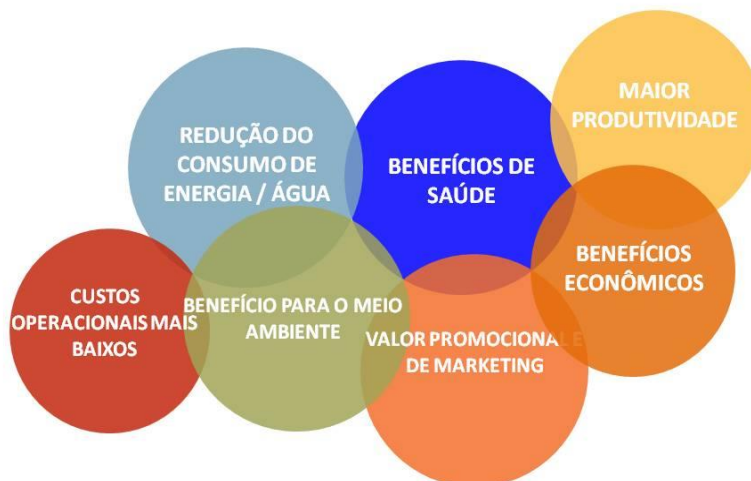 REDUÇÃO DO
CONSUMO DE
ENERGIA / ÁGUA
BENEFÍCIOS DE
SAÚDE
MAIOR
PRODUTIVIDADE
CUSTOS
OPERACIONAIS MAIS
BAIXOS
BENEFÍCIO PARA O MEIO
AMBIENTE
VALOR PROMOCIONAL E
DE MARKETING
BENEFÍCIOS
ECONÔMICOS